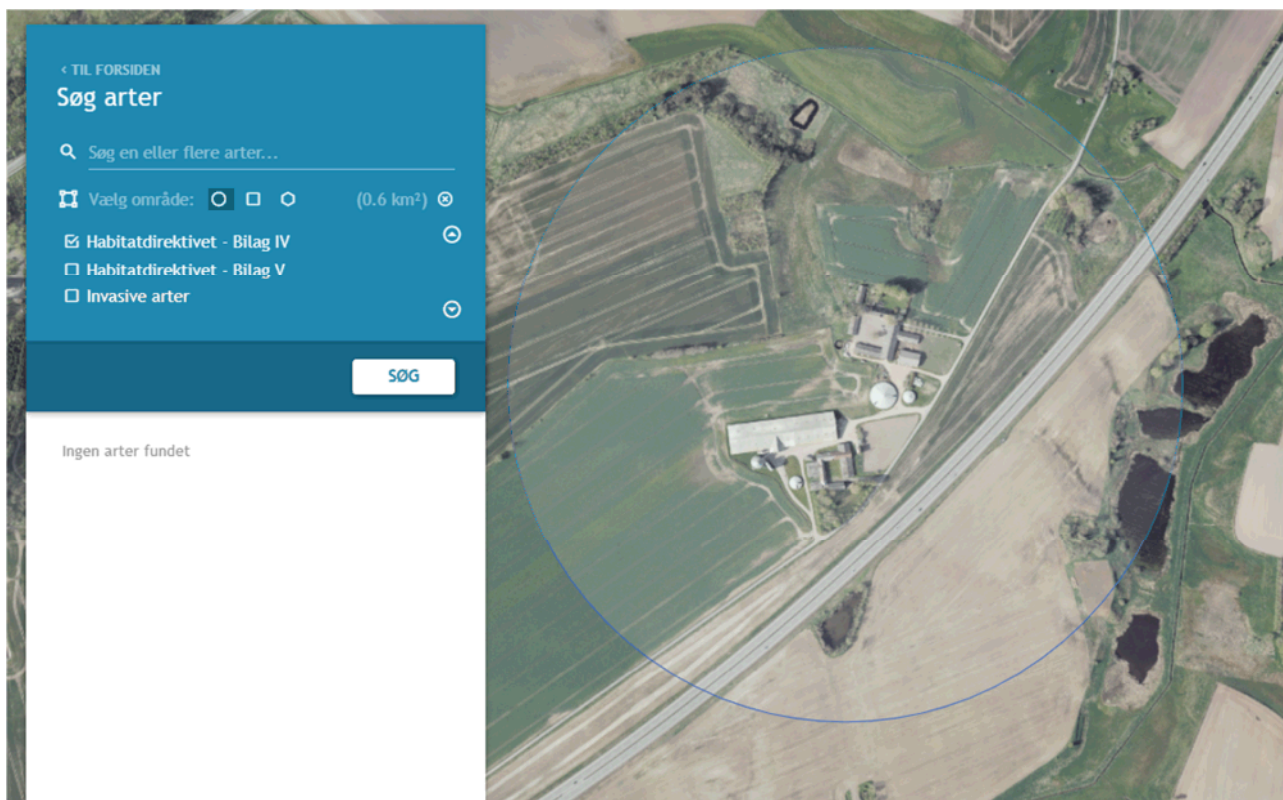 ‹ TIL FORSIDEN
Søg arter
Søg en eller flere arter...
Vælg område: (0.6 km²)
Habitatdirektivet - Bilag IV
Habitatdirektivet - Bilag V
Invasive arter
SØG
Ingen arter fundet